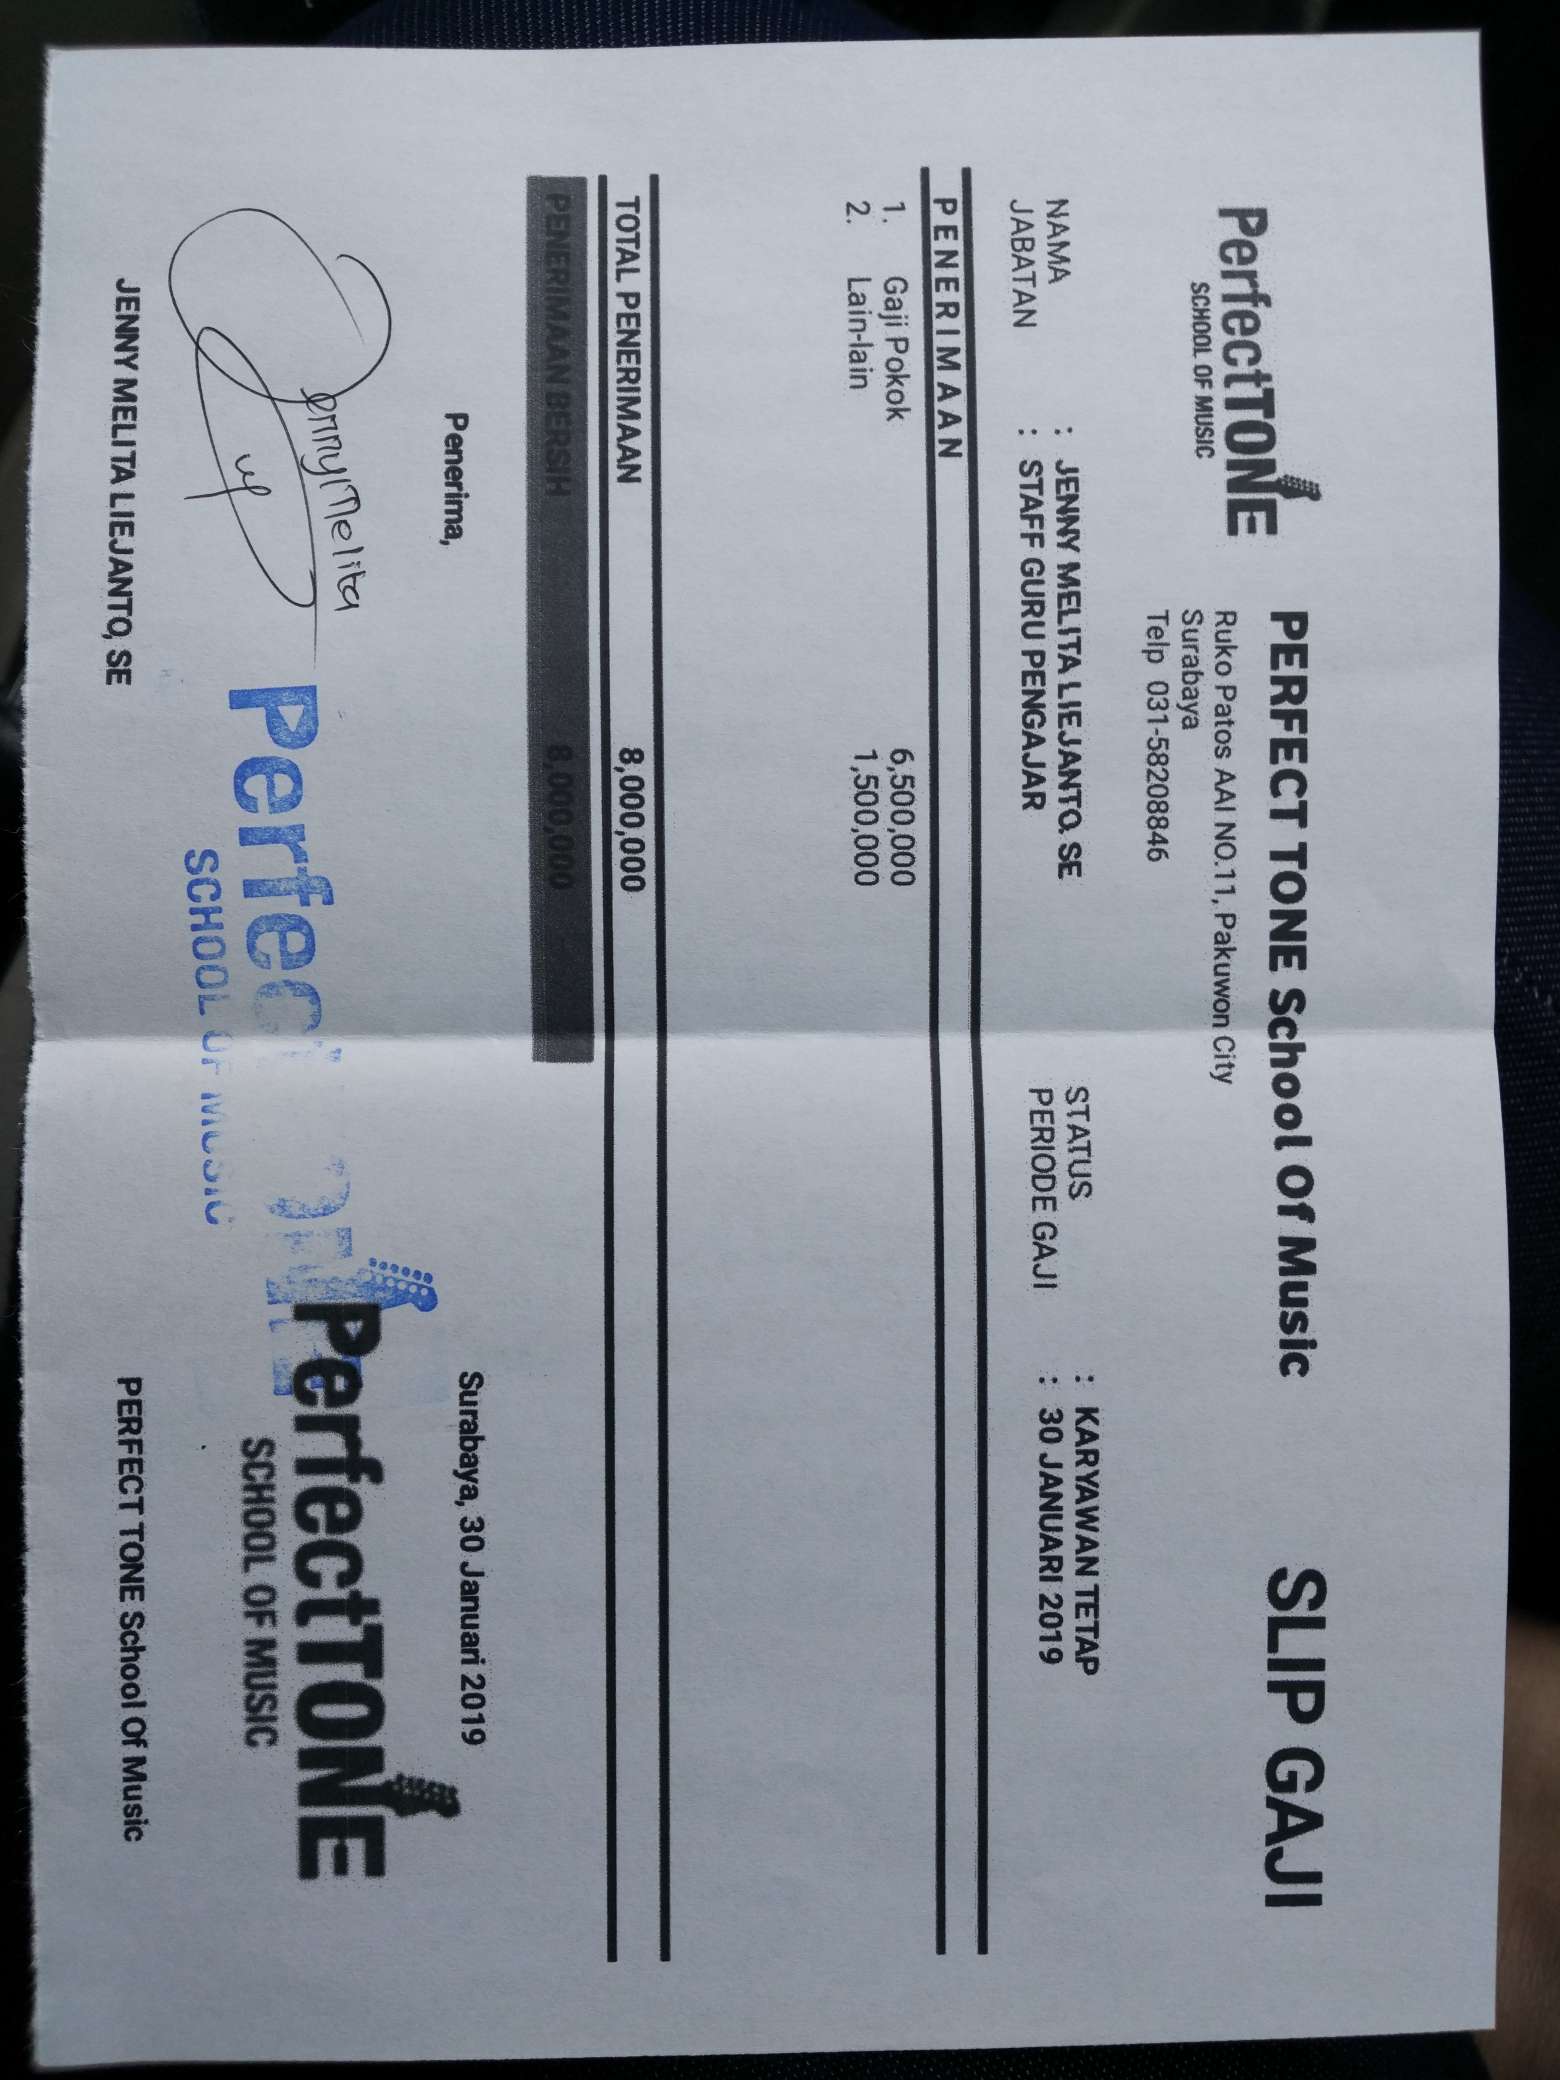 PerfectTONE
SCHOOL OF MUSIC
PERFECT TONE School Of Music
SLIP GAJI
Ruko Patos AAI NO.11, Pakuwon City
Surabaya
Telp 031-58208846
NAMA : JENNY MELITA LIEJANTO, SE STATUS : KARYAWAN TETAP
JABATAN : STAFF GURU PENGAJAR PERIODE GAJI : 30 JANUARI 2019
PENERIMAAN
1. Gaji Pokok 6,500,000
2. Lain-lain 1,500,000
TOTAL PENERIMAAN 8,000,000
PENERIMAAN BERSIH 8,000,000
Penerima, Surabaya, 30 Januari 2019
Jenny Melita
Perfec
SCHOOL OF MUSIC
PerfectTONE
SCHOOL OF MUSIC
JENNY MELITA LIEJANTO, SE PERFECT TONE School Of Music